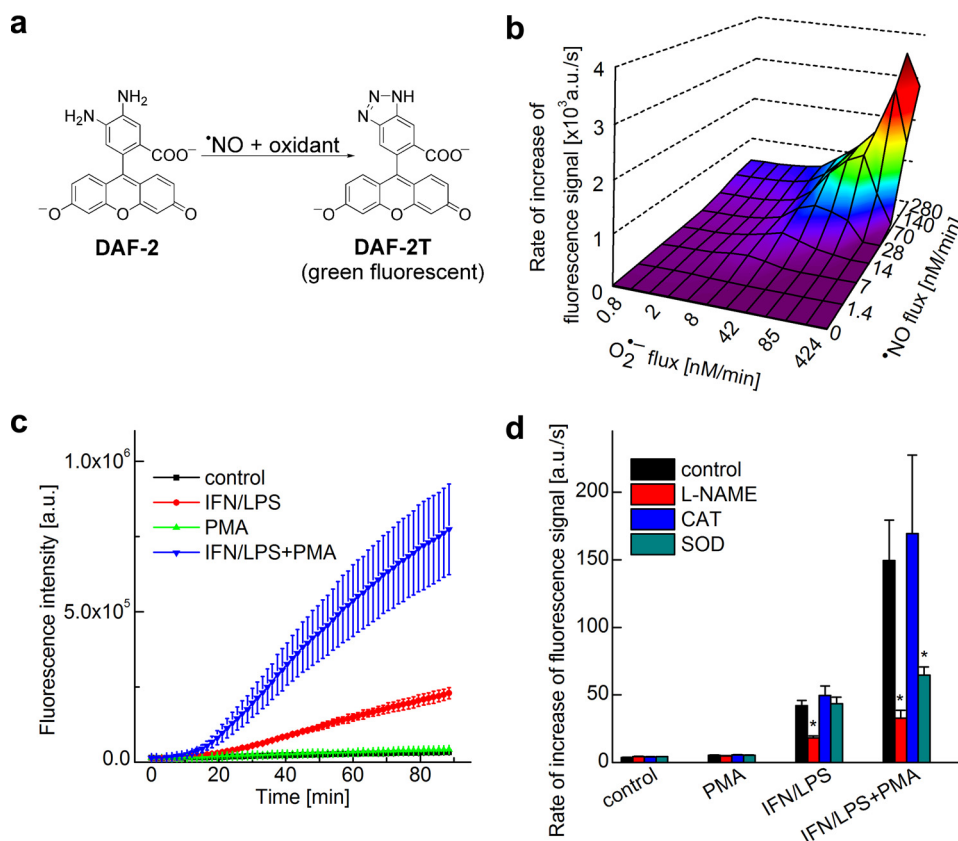 a
NH₂
H₂N
COO⁻
•NO + oxidant
⁻O
O
O
DAF-2
N
NH
N
COO⁻
⁻O
O
O
DAF-2T
(green fluorescent)
b
Rate of increase of
fluorescence signal [x10³a.u./s]
4
3
2
1
0
0.8
2
8
42
85
424
O₂•⁻ flux [nM/min]
280
140
70
28
14
7
1.4
0
•NO flux [nM/min]
c
Fluorescence intensity [a.u.]
1.0x10⁶
5.0x10⁵
0.0
control
IFN/LPS
PMA
IFN/LPS+PMA
0
20
40
60
80
Time [min]
d
Rate of increase of fluorescence signal [a.u./s]
200
150
100
50
0
control
L-NAME
CAT
SOD
*
*
*
control
PMA
IFN/LPS
IFN/LPS+PMA